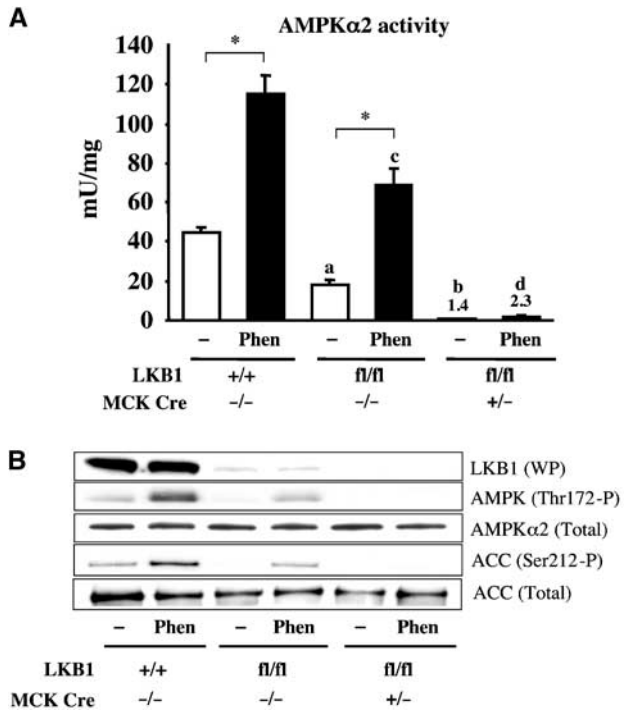 A
AMPKα2 activity
140
120
100
80
60
40
20
0
mU/mg
*
*
a
c
b
1.4
d
2.3
– Phen – Phen – Phen
LKB1 +/+ fl/fl fl/fl
MCK Cre –/– –/– +/–
B
LKB1 (WP)
AMPK (Thr172-P)
AMPKα2 (Total)
ACC (Ser212-P)
ACC (Total)
– Phen – Phen – Phen
LKB1 +/+ fl/fl fl/fl
MCK Cre –/– –/– +/–